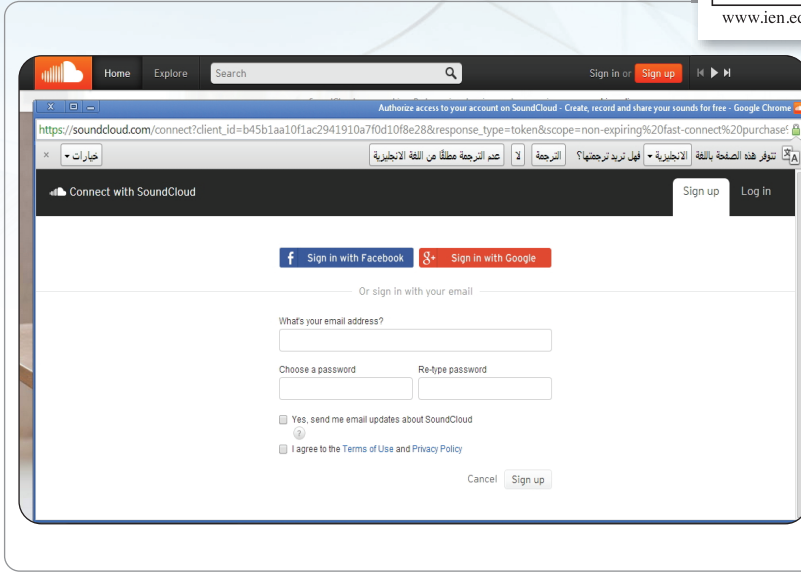 www.ien.ed
Home Explore Search Sign in or Sign up
Authorize access to your account on SoundCloud - Create, record and share your sounds for free - Google Chrome
https://soundcloud.com/connect?client_id=b45b1aa10f1ac2941910a7f0d10f8e28&response_type=token&scope=non-expiring%20fast-connect%20purchase
تتوفر هذه الصفحة باللغة الانجليزية فهل تريد ترجمتها؟ الترجمة لا عدم الترجمة مطلقًا من اللغة الانجليزية خيارات
Connect with SoundCloud Sign up Log in
Sign in with Facebook Sign in with Google
Or sign in with your email
What's your email address?
Choose a password Re-type password
Yes, send me email updates about SoundCloud
?
I agree to the Terms of Use and Privacy Policy
Cancel Sign up